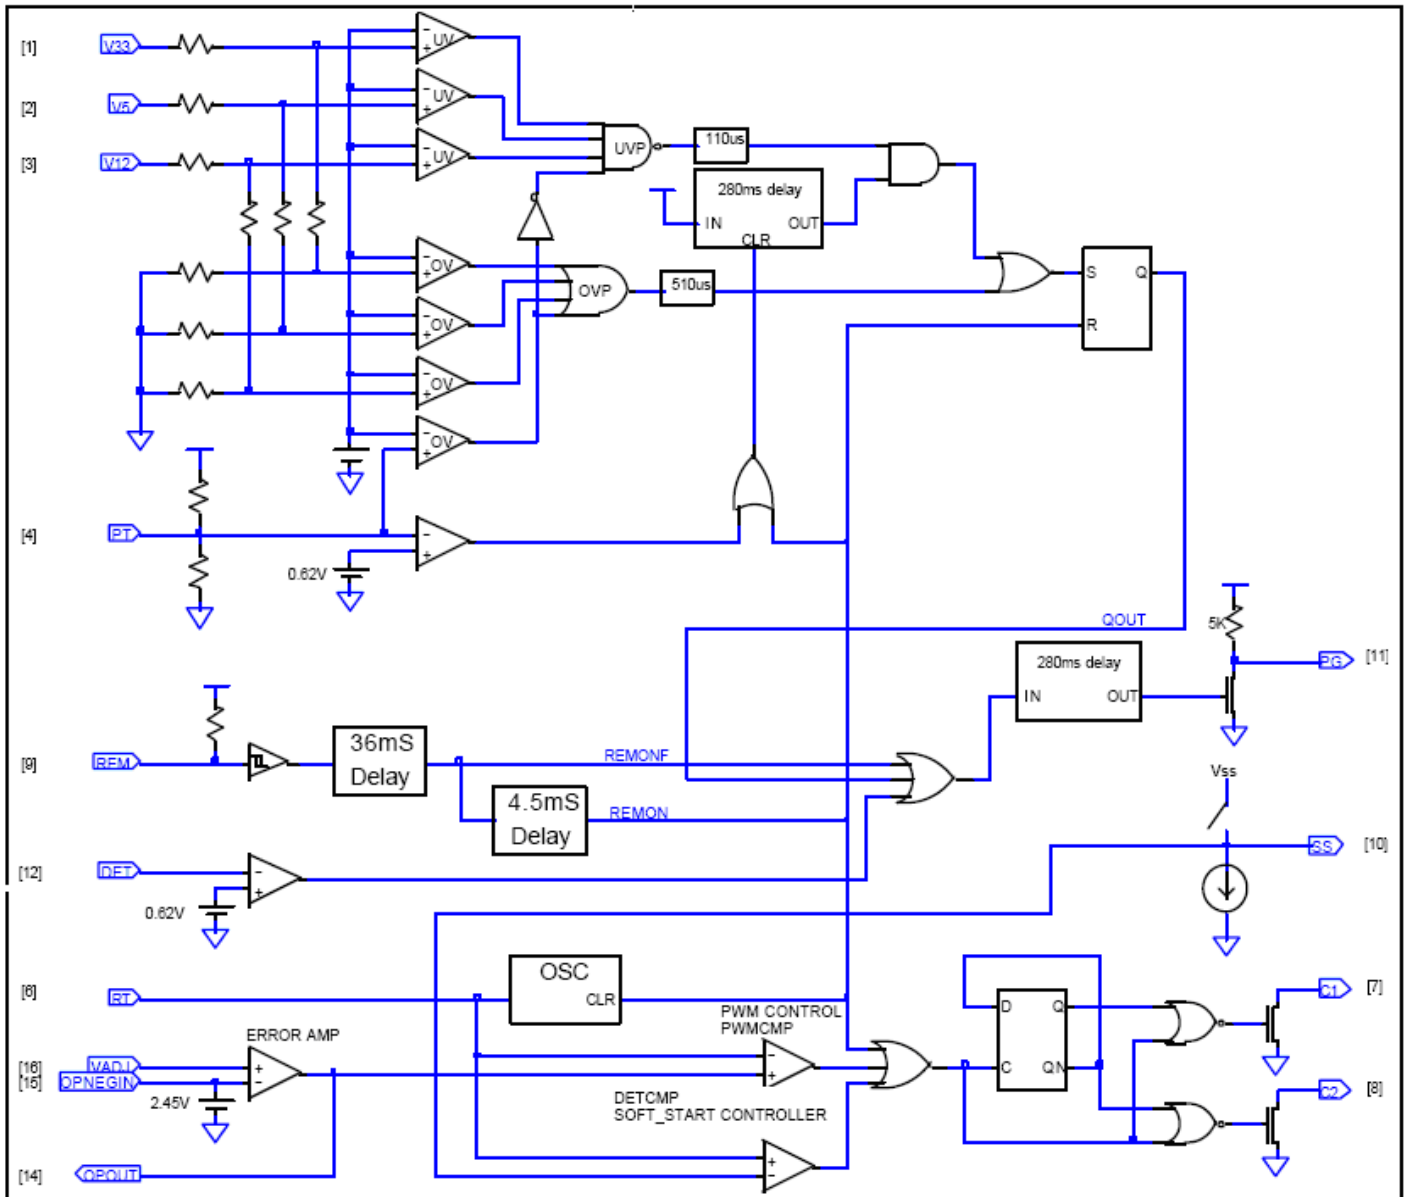 [1] V33 UV
[2] V5 UV
UVP 110us
[3] V12 UV
280ms delay
IN OUT
CLR
OV
OVP 510us
S Q
R
OV
OV
OV
[4] PT
0.62V
QOUT
5K
PG [11]
280ms delay
IN OUT
36mS
Delay
REMONF
[9] REM
Vss
4.5mS
Delay
REMON
SS [10]
[12] DET
0.62V
OSC
CLR
[6] RT
C1 [7]
D Q
PWM CONTROL
PWMCMP
ERROR AMP
[16] VADJ
[15] OPNEGIN
C QN
2.45V
DETCMP
SOFT_START CONTROLLER
C2 [8]
[14] OPOUT